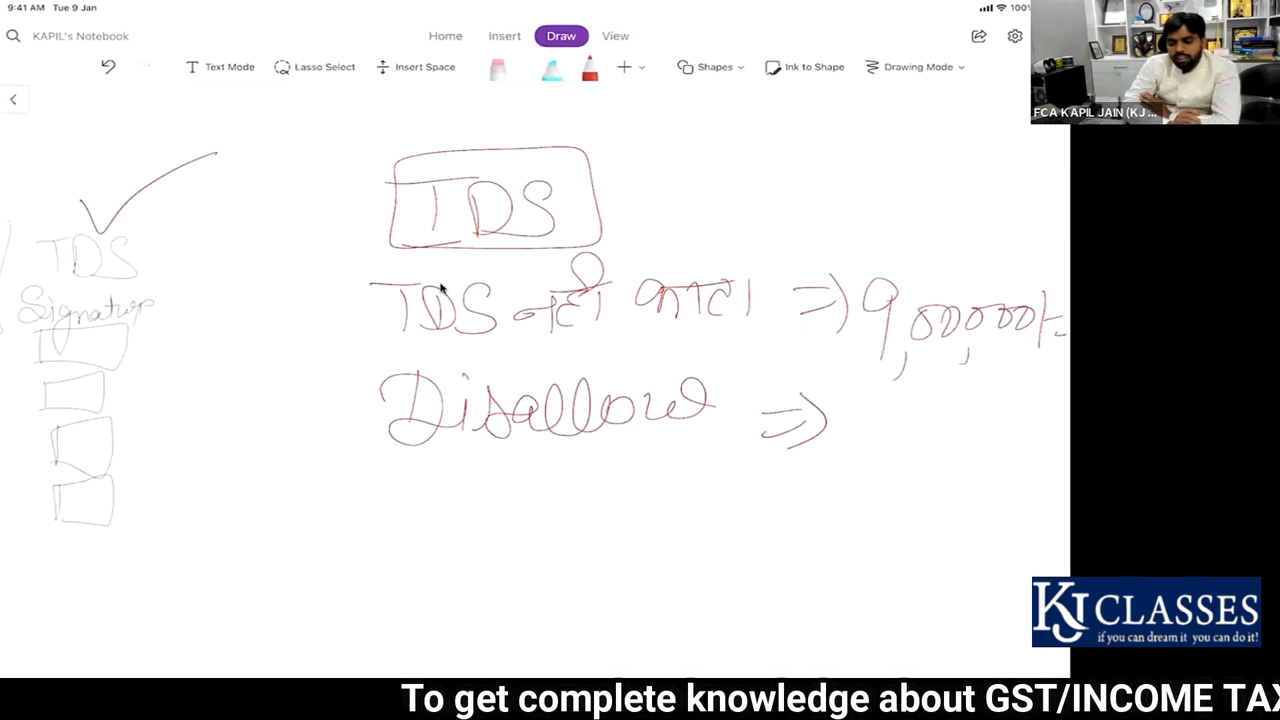 9:41 AM Tue 9 Jan
100%
KAPIL's Notebook
Home Insert Draw View
Text Mode Lasso Select Insert Space Shapes Ink to Shape Drawing Mode
FCA KAPIL JAIN (KJ ...
TDS
TDS नही काटा ⇒ 9,00,000/-
Disallow ⇒
TDS
Signature
KJ CLASSES
if you can dream it you can do it!
To get complete knowledge about GST/INCOME TAX